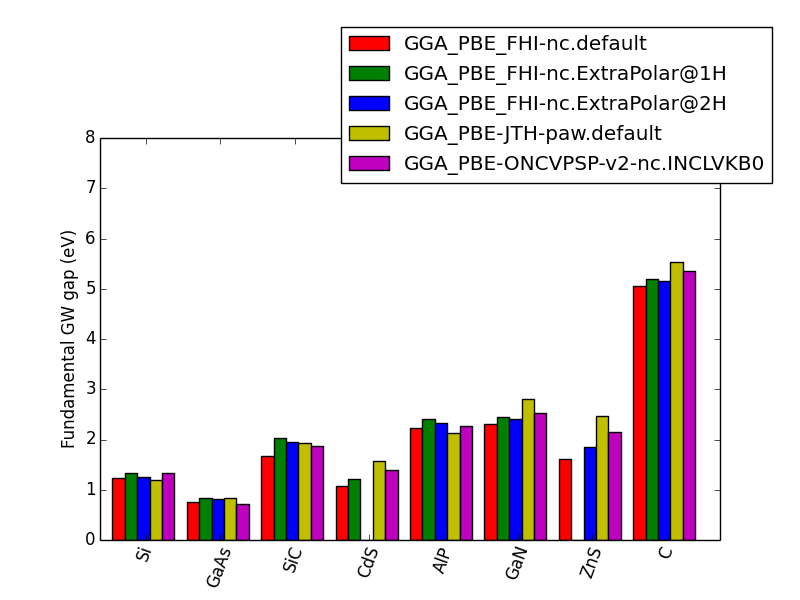 GGA_PBE_FHI-nc.default
GGA_PBE_FHI-nc.ExtraPolar@1H
GGA_PBE_FHI-nc.ExtraPolar@2H
GGA_PBE-JTH-paw.default
GGA_PBE-ONCVPSP-v2-nc.INCLVKB0
8
7
6
5
4
3
2
1
0
Fundamental GW gap (eV)
Si
GaAs
SiC
CdS
AlP
GaN
ZnS
C